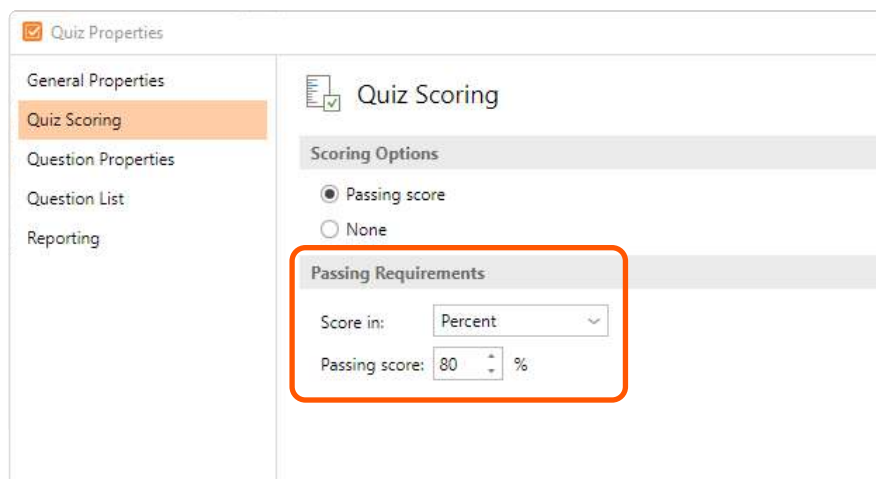 Quiz Properties
General Properties
Quiz Scoring
Question Properties
Question List
Reporting
Quiz Scoring
Scoring Options
Passing score
None
Passing Requirements
Score in: Percent
Passing score: 80 %